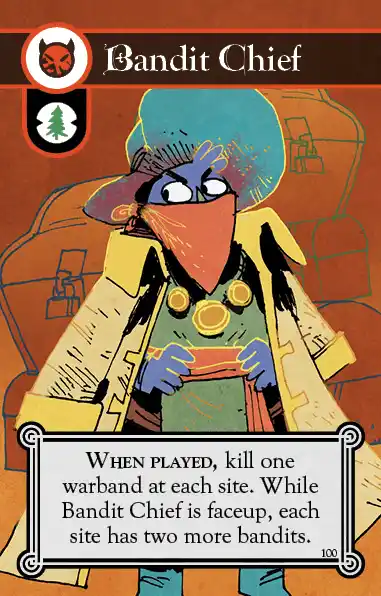 Bandit Chief
WHEN PLAYED, kill one
warband at each site. While
Bandit Chief is faceup, each
site has two more bandits.
100